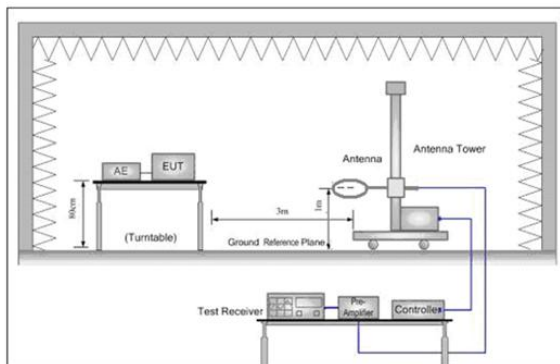 Antenna
Antenna Tower
AE
EUT
80cm
(Turntable)
3m
1m
Ground Reference Plane
Test Receiver
Pre-
Amplifier
Controller